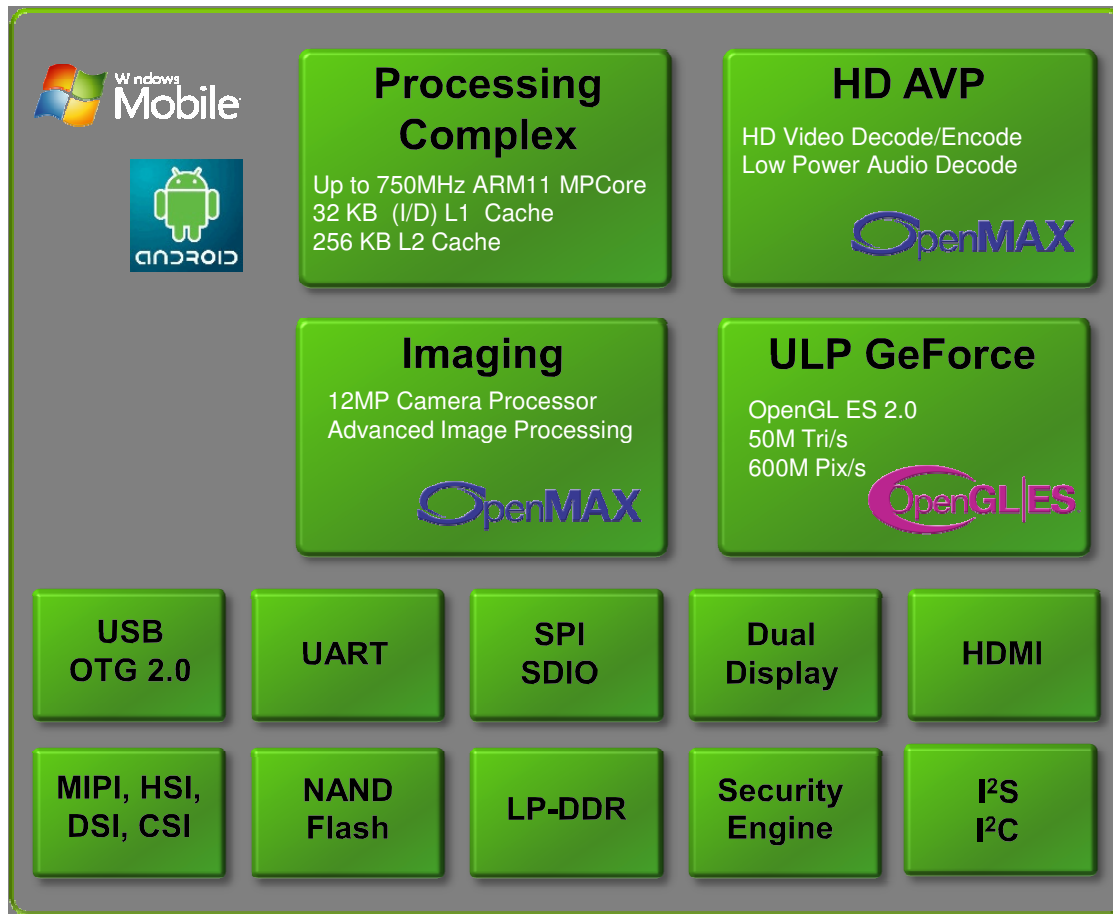 W ndows
Mobile
ANDROID
Processing
Complex
Up to 750MHz ARM11 MPCore
32 KB (I/D) L1 Cache
256 KB L2 Cache
HD AVP
HD Video Decode/Encode
Low Power Audio Decode
OpenMAX
Imaging
12MP Camera Processor
Advanced Image Processing
OpenMAX
ULP GeForce
OpenGL ES 2.0
50M Tri/s
600M Pix/s
OpenGL|ES
USB
OTG 2.0
UART
SPI
SDIO
Dual
Display
HDMI
MIPI, HSI,
DSI, CSI
NAND
Flash
LP-DDR
Security
Engine
I²S
I²C